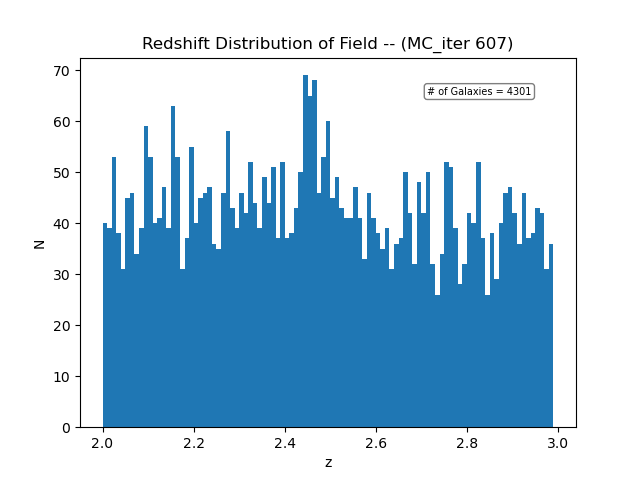 Redshift Distribution of Field -- (MC_iter 607)
# of Galaxies = 4301
70
60
50
40
30
20
10
0
N
2.0 2.2 2.4 2.6 2.8 3.0
z